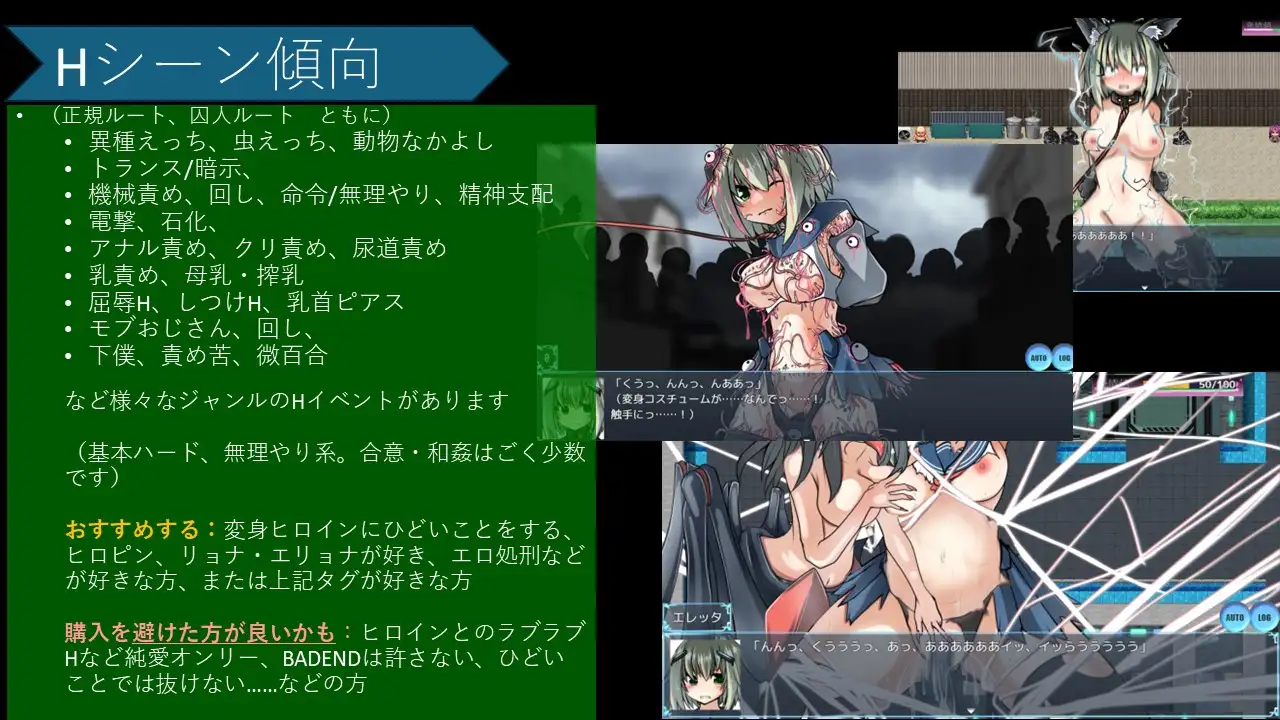 Hシーン傾向
• （正規ルート、囚人ルート　ともに）
• 異種えっち、虫えっち、動物なかよし
• トランス/暗示、
• 機械責め、回し、命令/無理やり、精神支配
• 電撃、石化、
• アナル責め、クリ責め、尿道責め
• 乳責め、母乳・搾乳
• 屈辱H、しつけH、乳首ピアス
• モブおじさん、回し、
• 下僕、責め苦、微百合
など様々なジャンルのHイベントがあります
（基本ハード、無理やり系。合意・和姦はごく少数
です）
おすすめする：変身ヒロインにひどいことをする、
ヒロピン、リョナ・エリョナが好き、エロ処刑など
が好きな方、または上記タグが好きな方
購入を避けた方が良いかも：ヒロインとのラブラブ
Hなど純愛オンリー、BADENDは許さない、ひどい
ことでは抜けない……などの方
ああああああ！！」
AUTO LOG
「くうっ、んんっ、んああっ」
（変身コスチュームが……なんでっ……！
触手にっ……！）
50/100
AUTO LOG
エレッタ
「んんっ、くうううっ、あっ、ああああああイッ、イッらうううう」